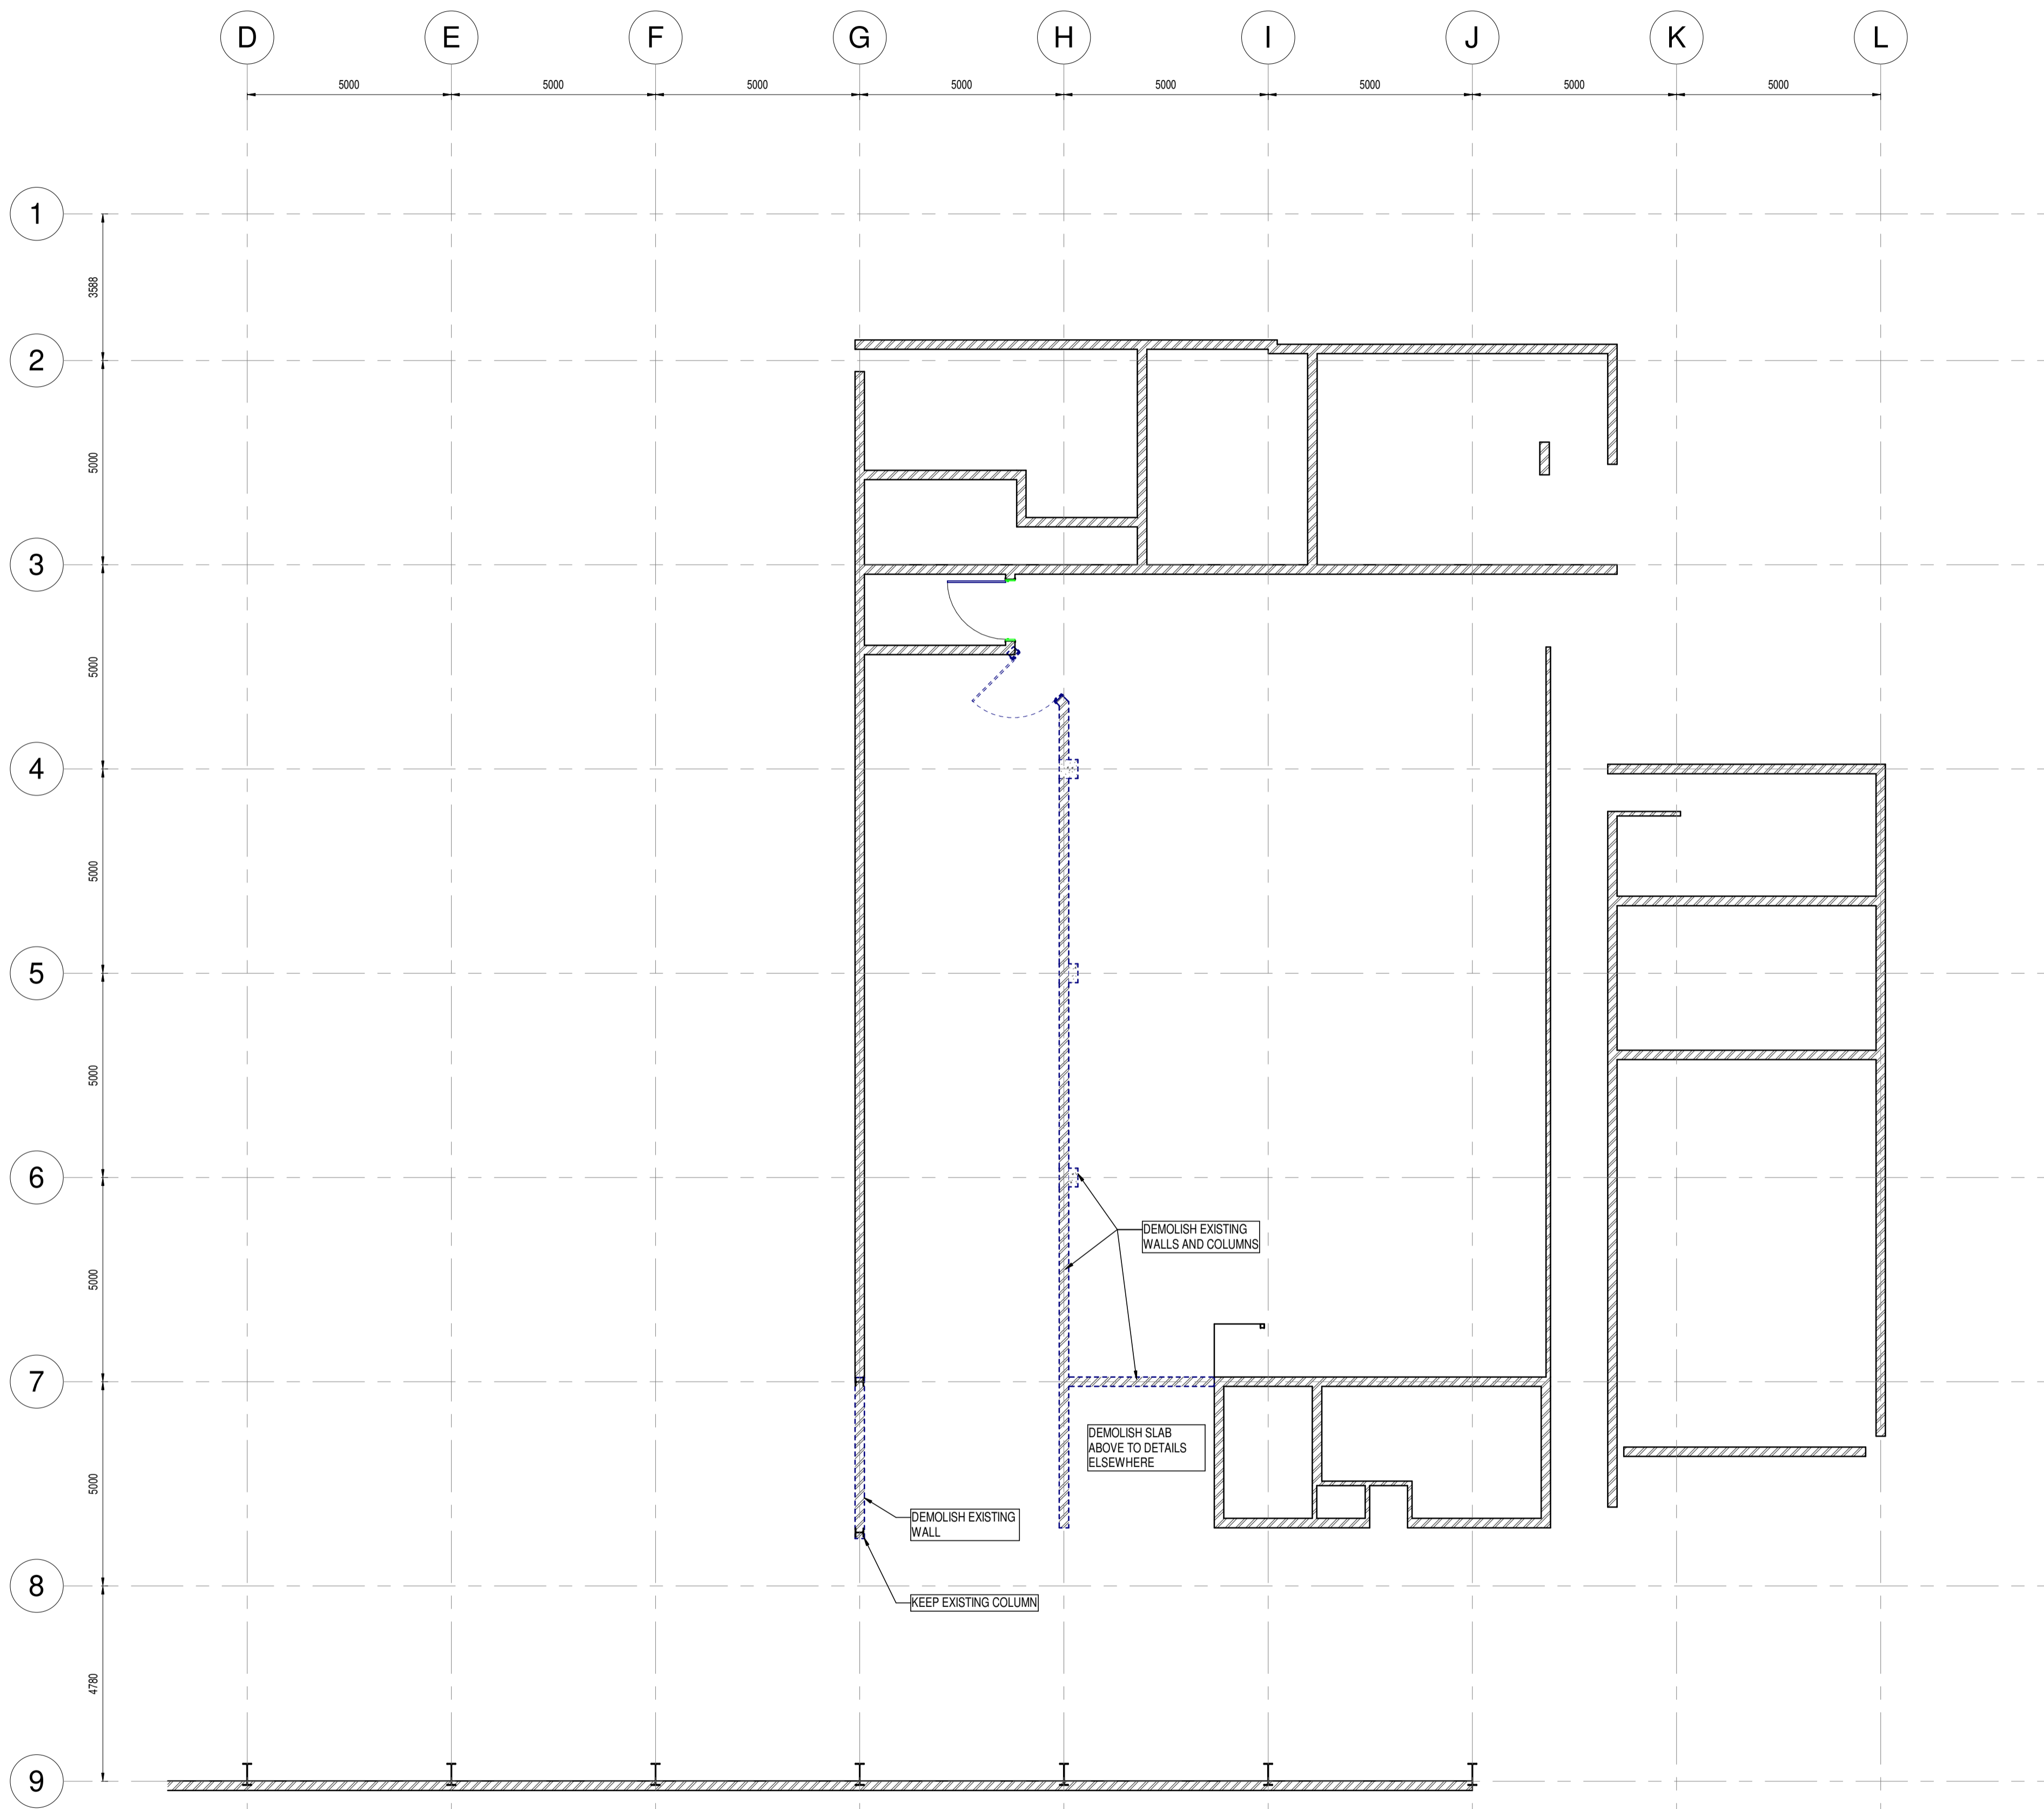 D E F G H I J K L
5000 5000 5000 5000 5000 5000 5000 5000
1
3588
2
5000
3
5000
4
5000
5
5000
6
DEMOLISH EXISTING
WALLS AND COLUMNS
5000
7
DEMOLISH SLAB
ABOVE TO DETAILS
ELSEWHERE
5000
DEMOLISH EXISTING
WALL
8
KEEP EXISTING COLUMN
4780
9